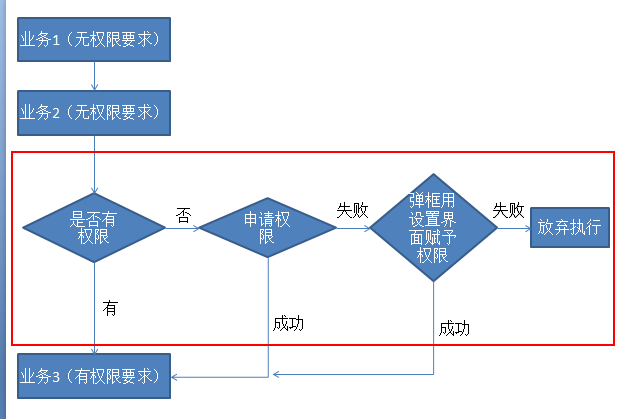 业务1（无权限要求）
业务2（无权限要求）
是否有
权限
否
申请权
限
失败
弹框用
设置界
面赋予
权限
失败
放弃执行
有
成功
成功
业务3（有权限要求）